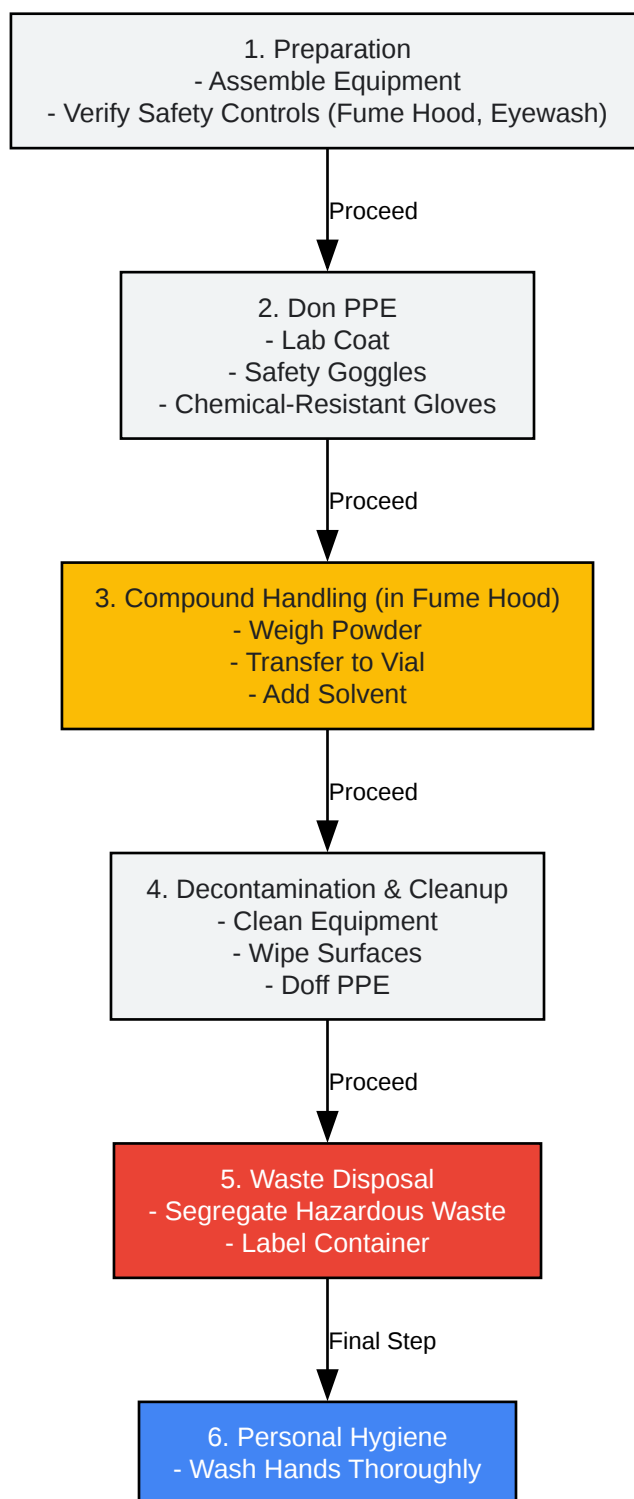 1. Preparation
- Assemble Equipment
- Verify Safety Controls (Fume Hood, Eyewash)
Proceed
2. Don PPE
- Lab Coat
- Safety Goggles
- Chemical-Resistant Gloves
Proceed
3. Compound Handling (in Fume Hood)
- Weigh Powder
- Transfer to Vial
- Add Solvent
Proceed
4. Decontamination & Cleanup
- Clean Equipment
- Wipe Surfaces
- Doff PPE
Proceed
5. Waste Disposal
- Segregate Hazardous Waste
- Label Container
Final Step
6. Personal Hygiene
- Wash Hands Thoroughly